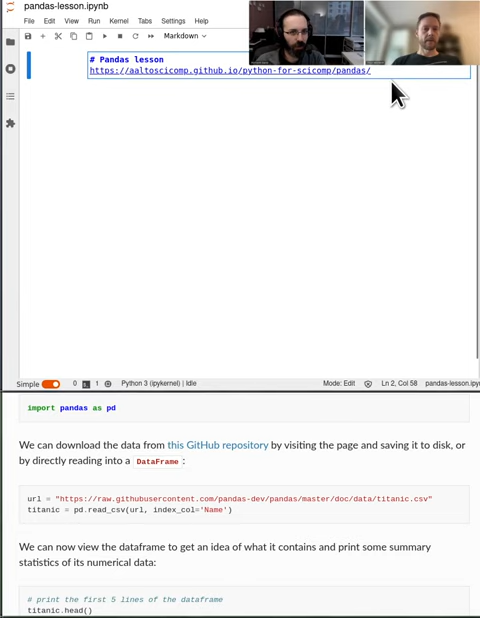 pandas-lesson.ipynb
File Edit View Run Kernel Tabs Settings Help
Markdown
# Pandas lesson
https://aaltoscicomp.github.io/python-for-scicomp/pandas/
Simple 0 1 Python 3 (ipykernel) | Idle Mode: Edit Ln 2, Col 58 pandas-lesson.ipy
import pandas as pd
We can download the data from this GitHub repository by visiting the page and saving it to disk, or
by directly reading into a DataFrame :
url = "https://raw.githubusercontent.com/pandas-dev/pandas/master/doc/data/titanic.csv"
titanic = pd.read_csv(url, index_col='Name')
We can now view the dataframe to get an idea of what it contains and print some summary
statistics of its numerical data:
# print the first 5 lines of the dataframe
titanic.head()